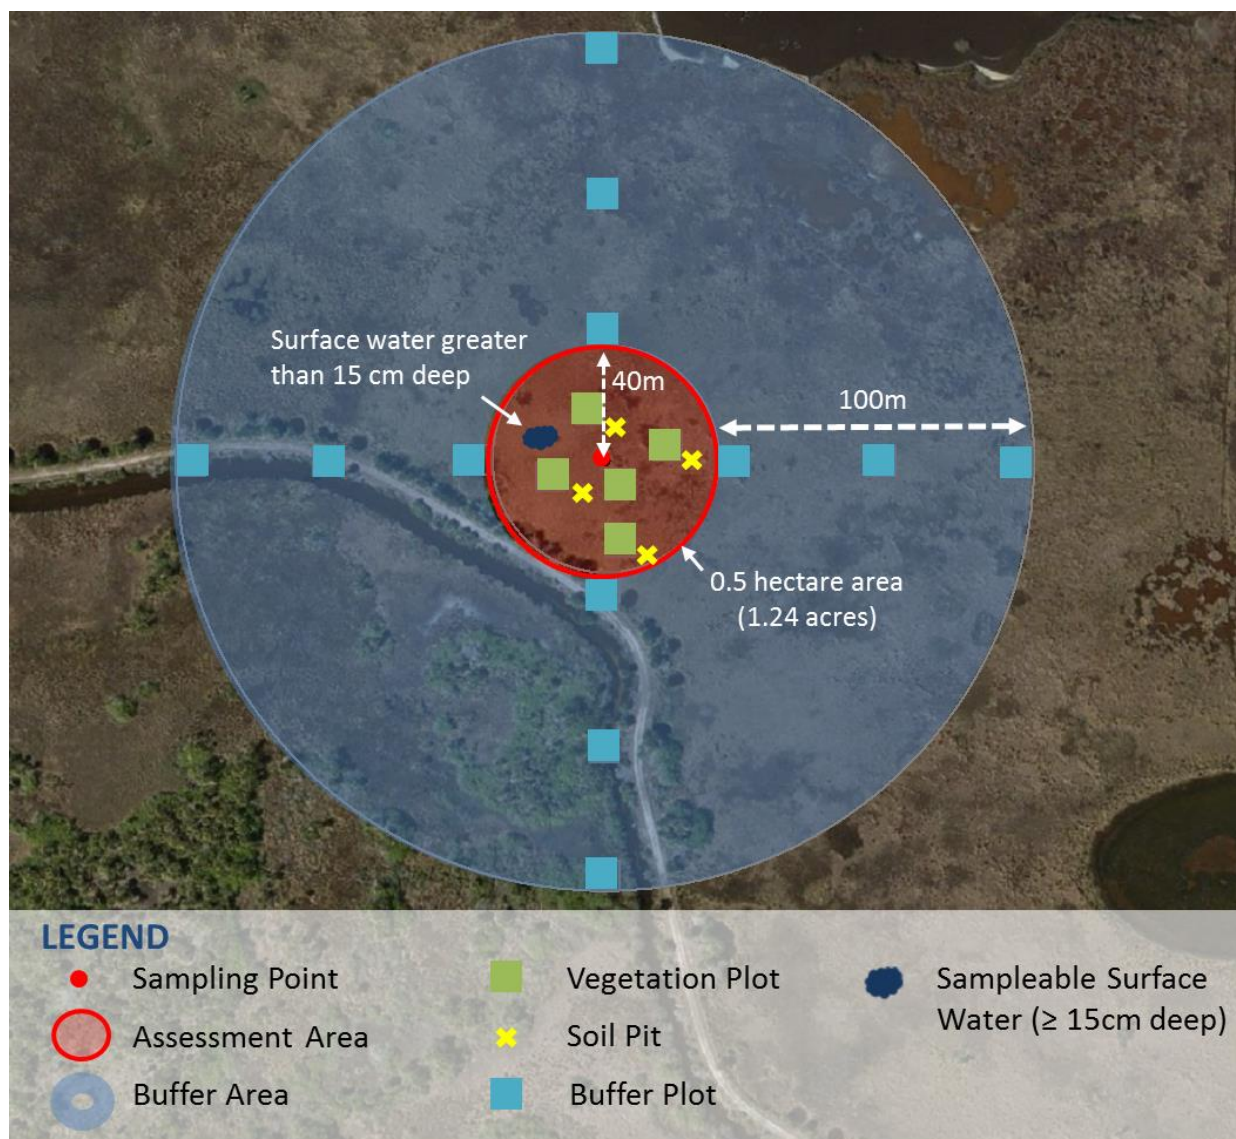 Surface water greater
than 15 cm deep
40m
100m
0.5 hectare area
(1.24 acres)
LEGEND
Sampling Point
Vegetation Plot
Sampleable Surface
Water (≥ 15cm deep)
Assessment Area
Soil Pit
Buffer Area
Buffer Plot